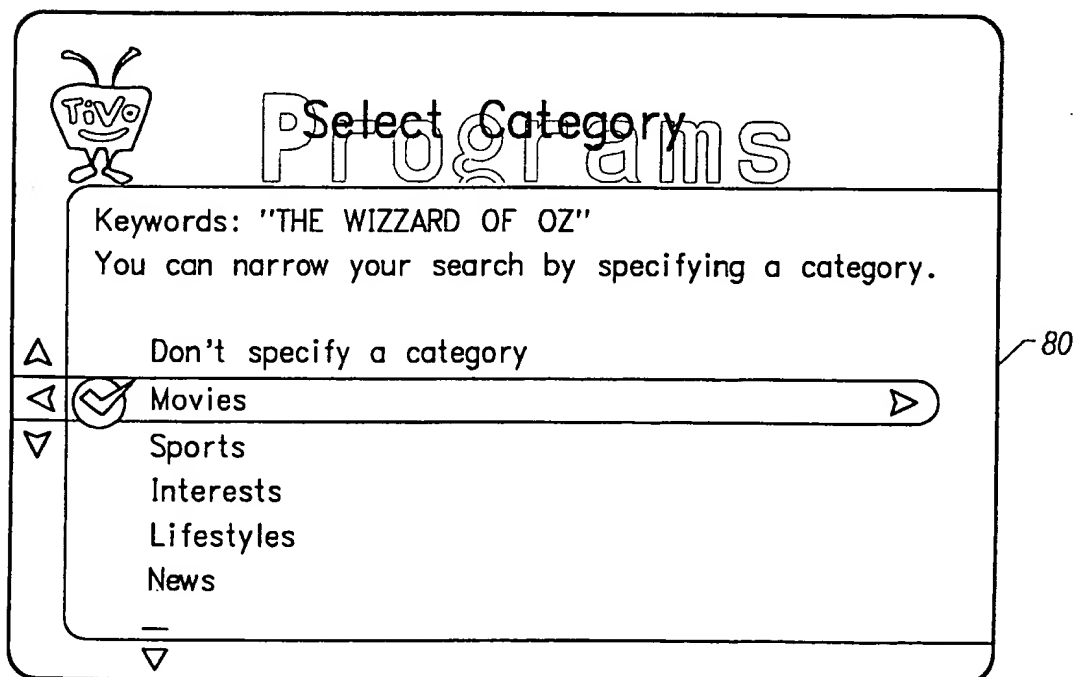 TiVo
Select Category
Programs
Keywords: "THE WIZZARD OF OZ"
You can narrow your search by specifying a category.
Don't specify a category
Movies
Sports
Interests
Lifestyles
News
80